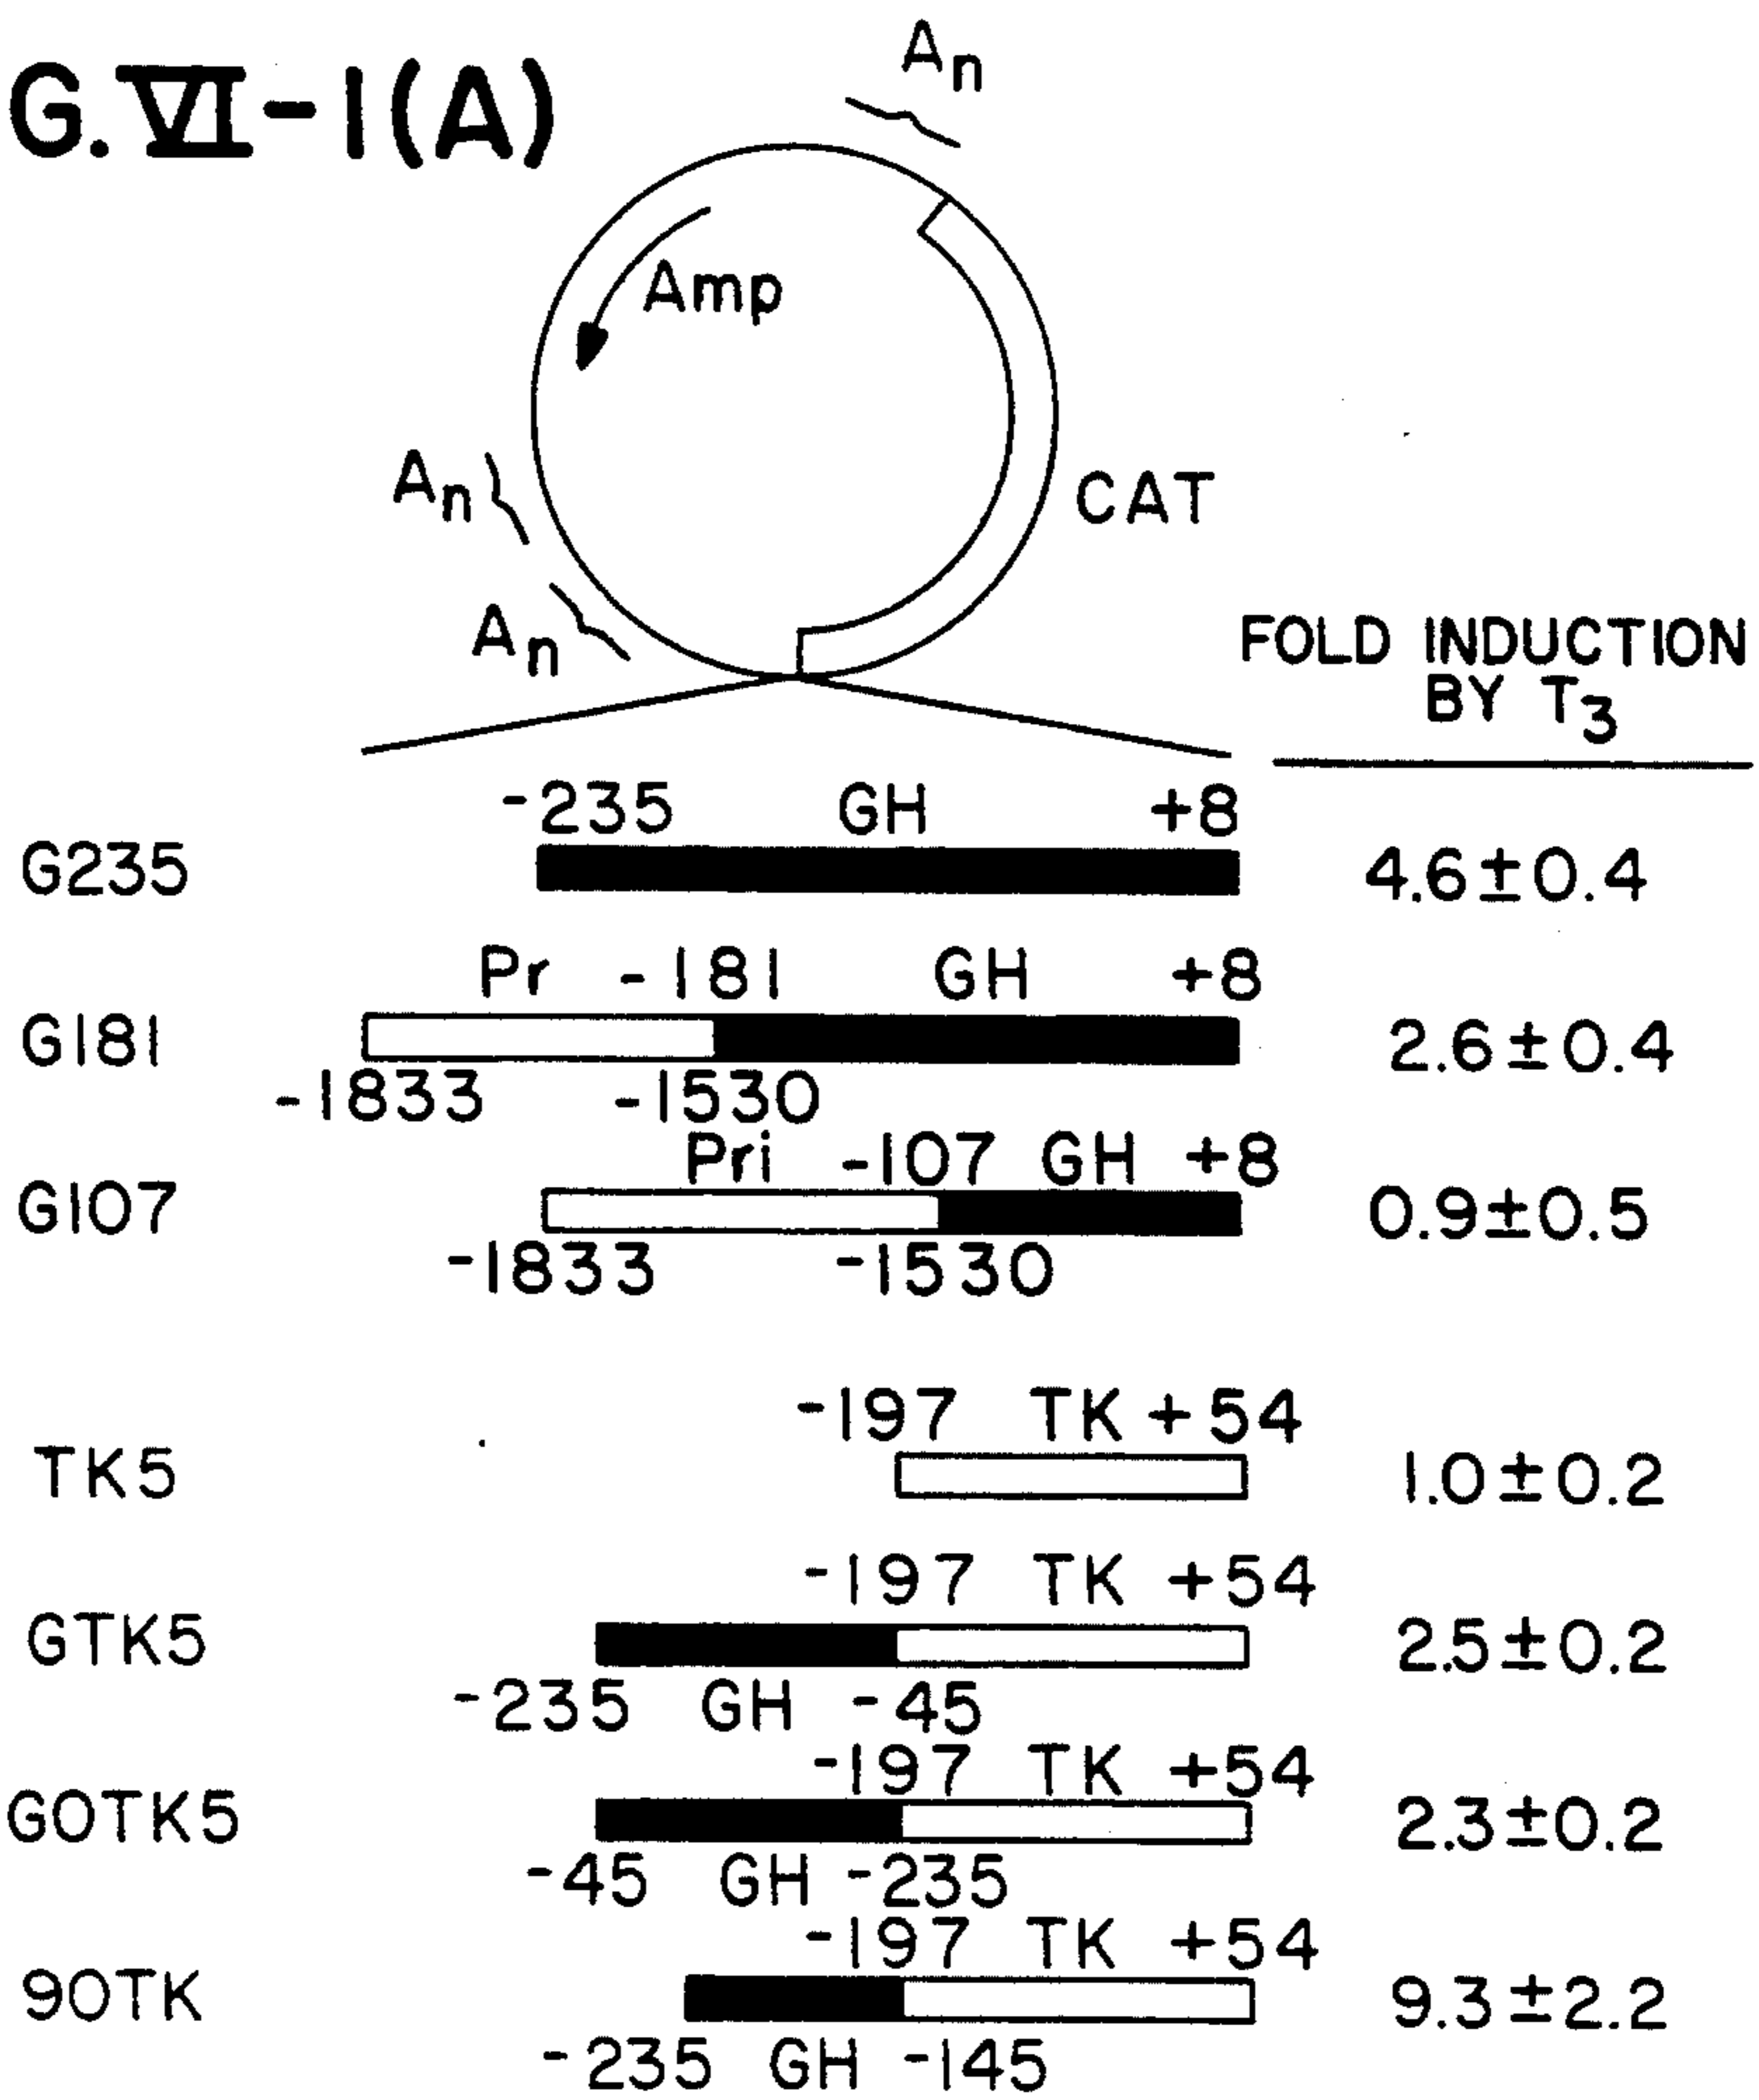 G.VI-1(A)
An
Amp
An
CAT
An
FOLD INDUCTION
BY T3
-235 GH +8
G235 4.6±0.4
Pr -181 GH +8
G181 2.6±0.4
-1833 -1530
Pri -107 GH +8
G107 0.9±0.5
-1833 -1530
-197 TK +54
TK5 1.0±0.2
-197 TK +54
GTK5 2.5±0.2
-235 GH -45
-197 TK +54
GOTK5 2.3±0.2
-45 GH -235
-197 TK +54
90TK 9.3±2.2
-235 GH -145